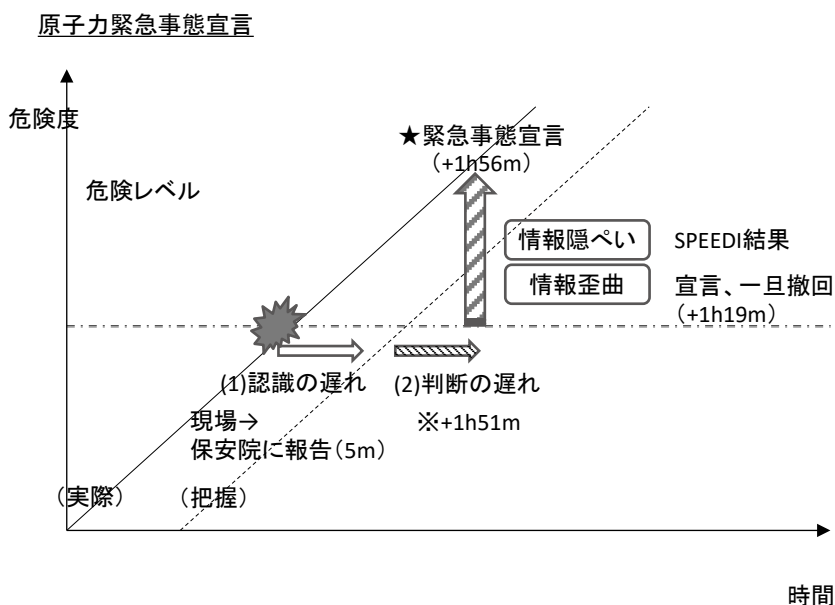 原子力緊急事態宣言
危険度
★緊急事態宣言
(+1h56m)
危険レベル
情報隠ぺい
SPEEDI結果
情報歪曲
宣言、一旦撤回
(+1h19m)
(1)認識の遅れ
(2)判断の遅れ
現場→
保安院に報告(5m)
※+1h51m
(実際)
(把握)
時間